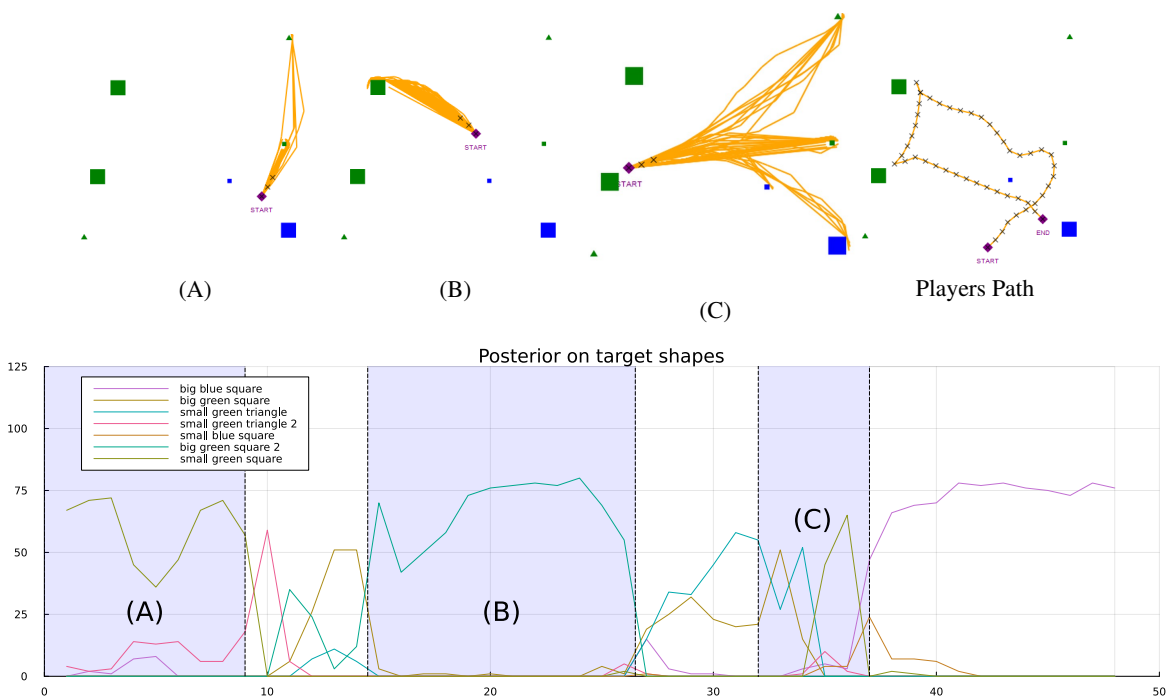 START
START
START
START
END
(A)
(B)
(C)
Players Path
Posterior on target shapes
125
100
75
50
25
0
big blue square
big green square
small green triangle
small green triangle 2
small blue square
big green square 2
small green square
(A)
(B)
(C)
0
10
20
30
40
50